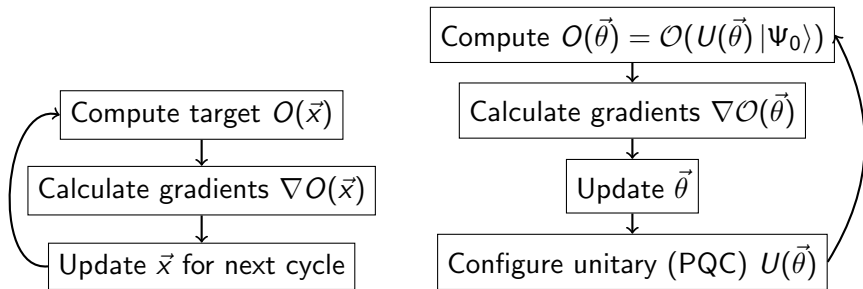 Compute target O(x⃗)
Calculate gradients ∇O(x⃗)
Update x⃗ for next cycle
Compute O(θ⃗) = 𝒪(U(θ⃗) |Ψ₀⟩)
Calculate gradients ∇𝒪(θ⃗)
Update θ⃗
Configure unitary (PQC) U(θ⃗)